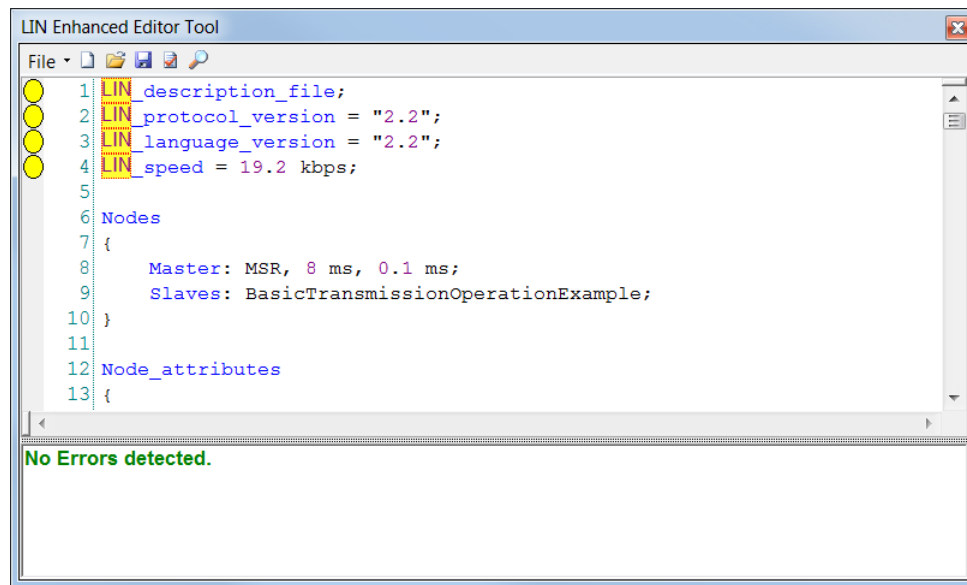 LIN Enhanced Editor Tool
File
1 LIN_description_file;
2 LIN_protocol_version = "2.2";
3 LIN_language_version = "2.2";
4 LIN_speed = 19.2 kbps;
5
6 Nodes
7 {
8 Master: MSR, 8 ms, 0.1 ms;
9 Slaves: BasicTransmissionOperationExample;
10 }
11
12 Node_attributes
13 {
No Errors detected.